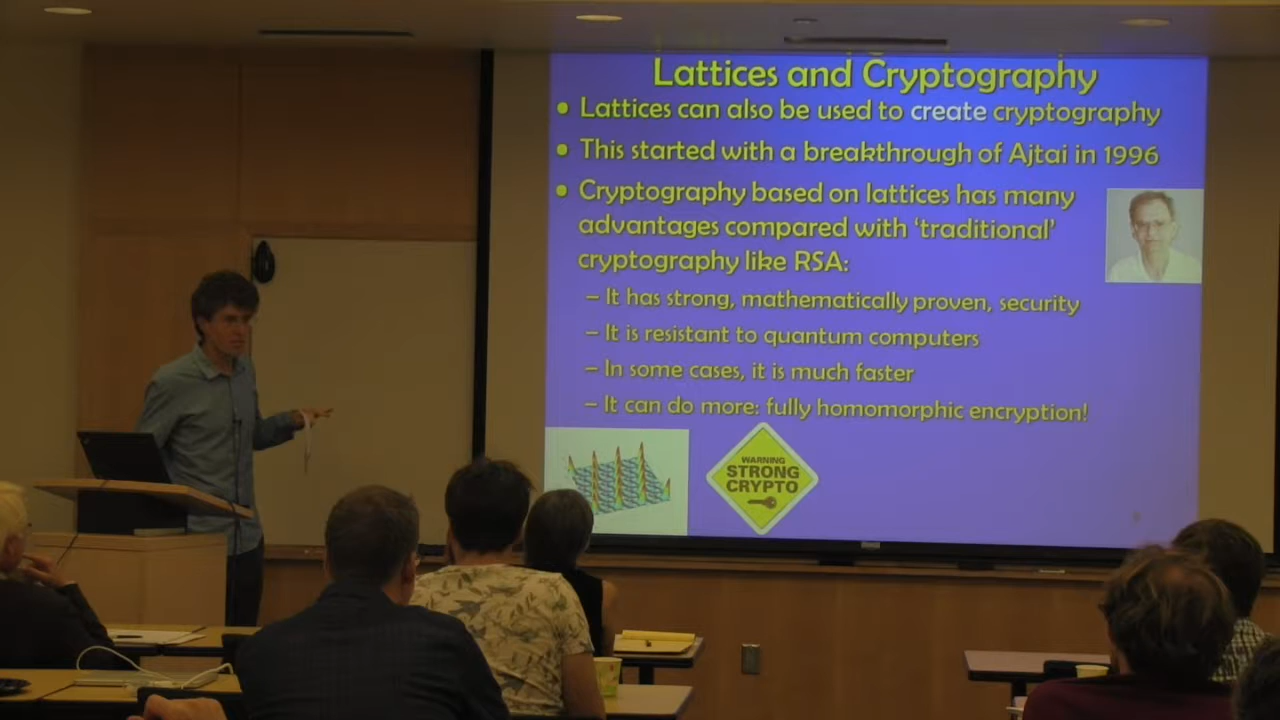 Lattices and Cryptography
• Lattices can also be used to create cryptography
• This started with a breakthrough of Ajtai in 1996
• Cryptography based on lattices has many
advantages compared with ‘traditional’
cryptography like RSA:
– It has strong, mathematically proven, security
– It is resistant to quantum computers
– In some cases, it is much faster
– It can do more: fully homomorphic encryption!
WARNING
STRONG
CRYPTO